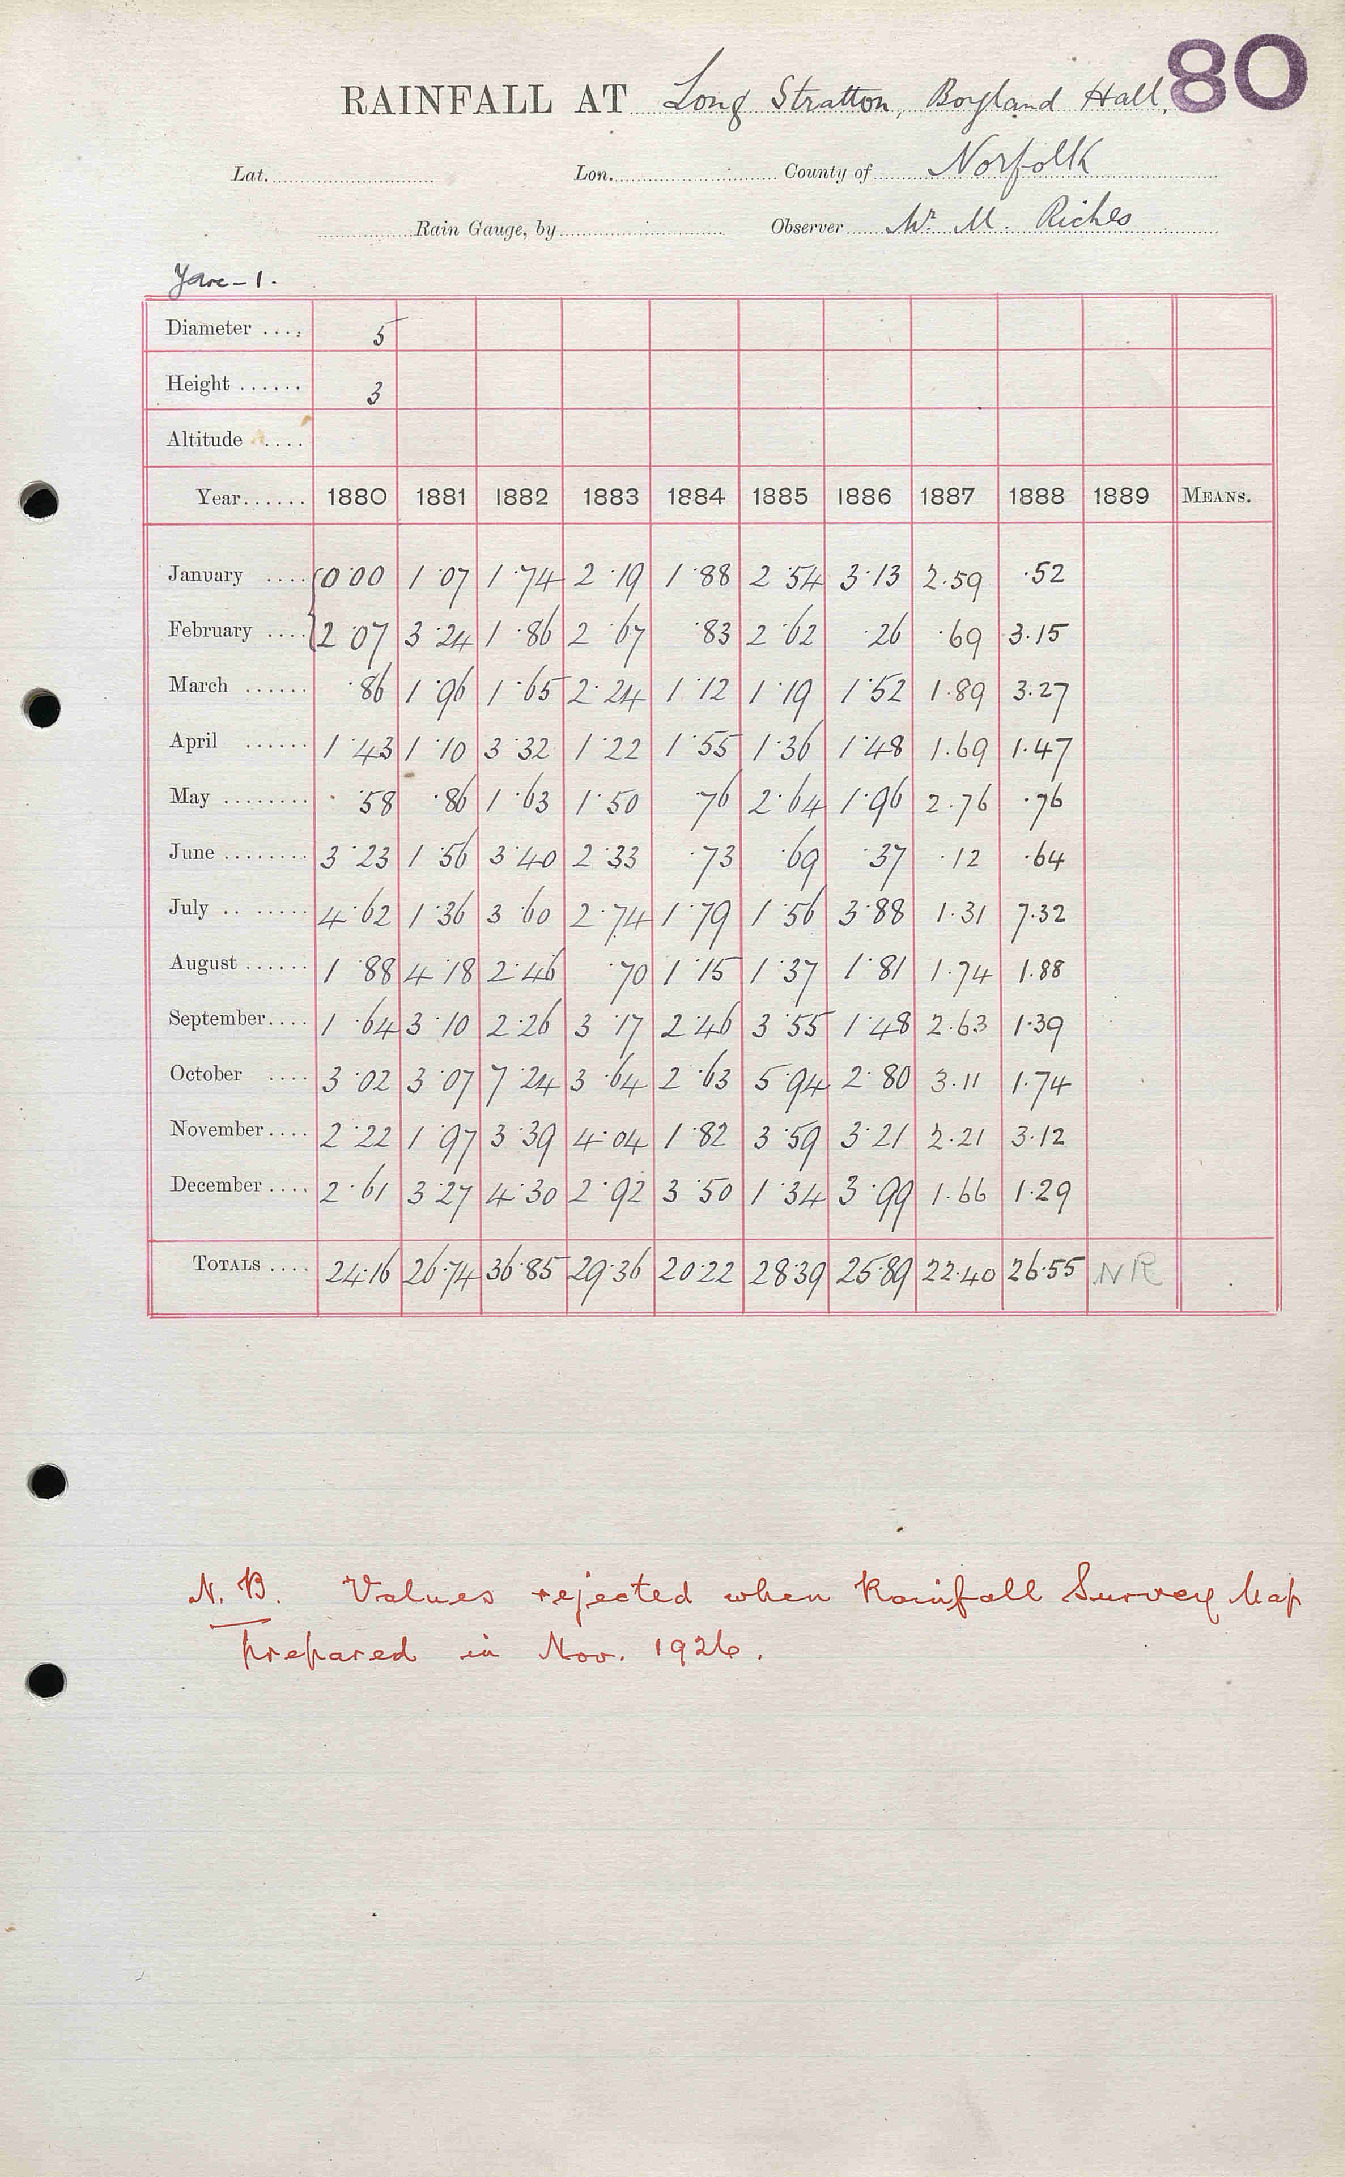 80
RAINFALL AT Long Stratton, Boyland Hall,
Lat. Lon. County of Norfolk
Rain Gauge, by Observer Mr. M. Riches
Yare - 1.
Diameter .... 5
Height ...... 3
Altitude ....
Year...... 1880 1881 1882 1883 1884 1885 1886 1887 1888 1889 MEANS.
January .... 0·00 1·07 1·74 2·19 1·88 2·54 3·13 2·59 ·52
February .... 2·07 3·24 1·86 2·67 ·83 2·62 ·26 ·69 3·15
March ...... ·86 1·96 1·65 2·24 1·12 1·19 1·52 1·89 3·27
April ...... 1·43 1·10 3·32 1·22 1·55 1·36 1·48 1·69 1·47
May ........ ·58 ·86 1·63 1·50 ·76 2·64 1·96 2·76 ·76
June ........ 3·23 1·56 3·40 2·33 ·73 ·69 ·37 ·12 ·64
July .. ..... 4·62 1·36 3·60 2·74 1·79 1·56 3·88 1·31 7·32
August ...... 1·88 4·18 2·46 ·70 1·15 1·37 1·81 1·74 1·88
September.... 1·64 3·10 2·26 3·17 2·46 3·55 1·48 2·63 1·39
October .... 3·02 3·07 7·24 3·64 2·63 5·94 2·80 3·11 1·74
November.... 2·22 1·97 3·39 4·04 1·82 3·59 3·21 2·21 3·12
December.... 2·61 3·27 4·30 2·92 3·50 1·34 3·99 1·66 1·29
TOTALS .... 24·16 26·74 36·85 29·36 20·22 28·39 25·89 22·40 26·55 NR
N.B. Values rejected when Rainfall Survey Map
prepared in Nov. 1926.